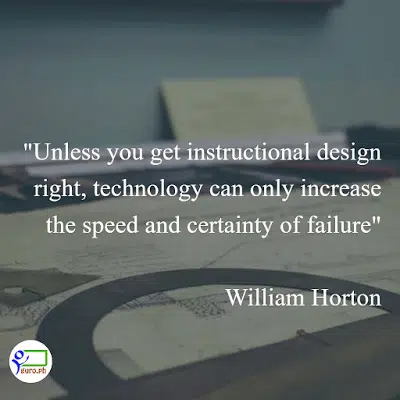 "Unless you get instructional design
right, technology can only increase
the speed and certainty of failure"
William Horton
guro.ph